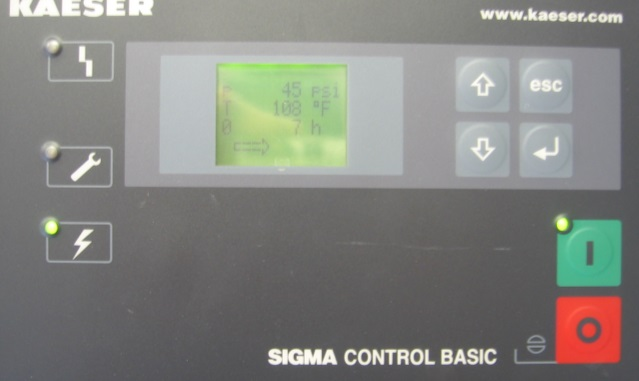 KAESER
www.kaeser.com
p 45 psi
T 108 °F
θ 7 h
esc
I
O
SIGMA CONTROL BASIC